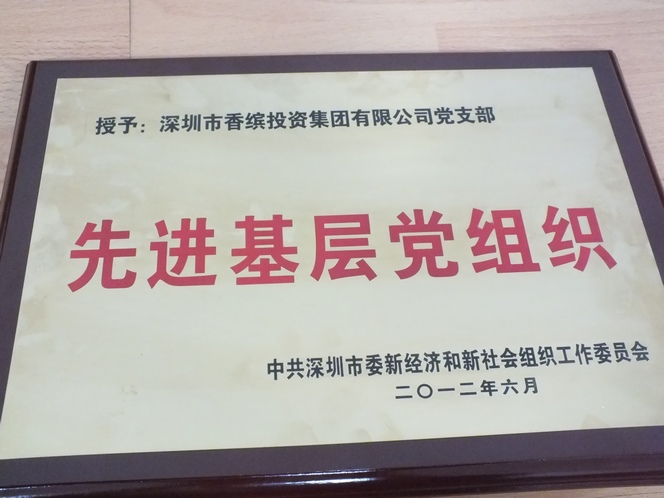 授予：深圳市香缤投资集团有限公司党支部
先进基层党组织
中共深圳市委新经济和新社会组织工作委员会
二〇一二年六月